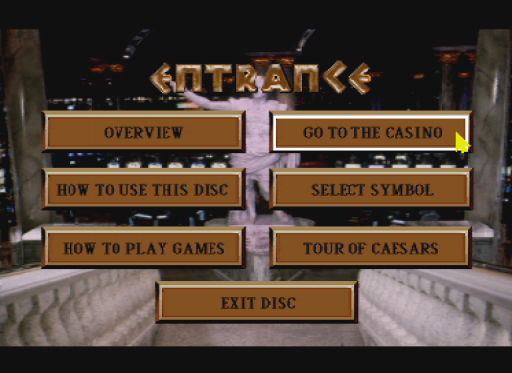 ENTRANCE
OVERVIEW
GO TO THE CASINO
HOW TO USE THIS DISC
SELECT SYMBOL
HOW TO PLAY GAMES
TOUR OF CAESARS
EXIT DISC